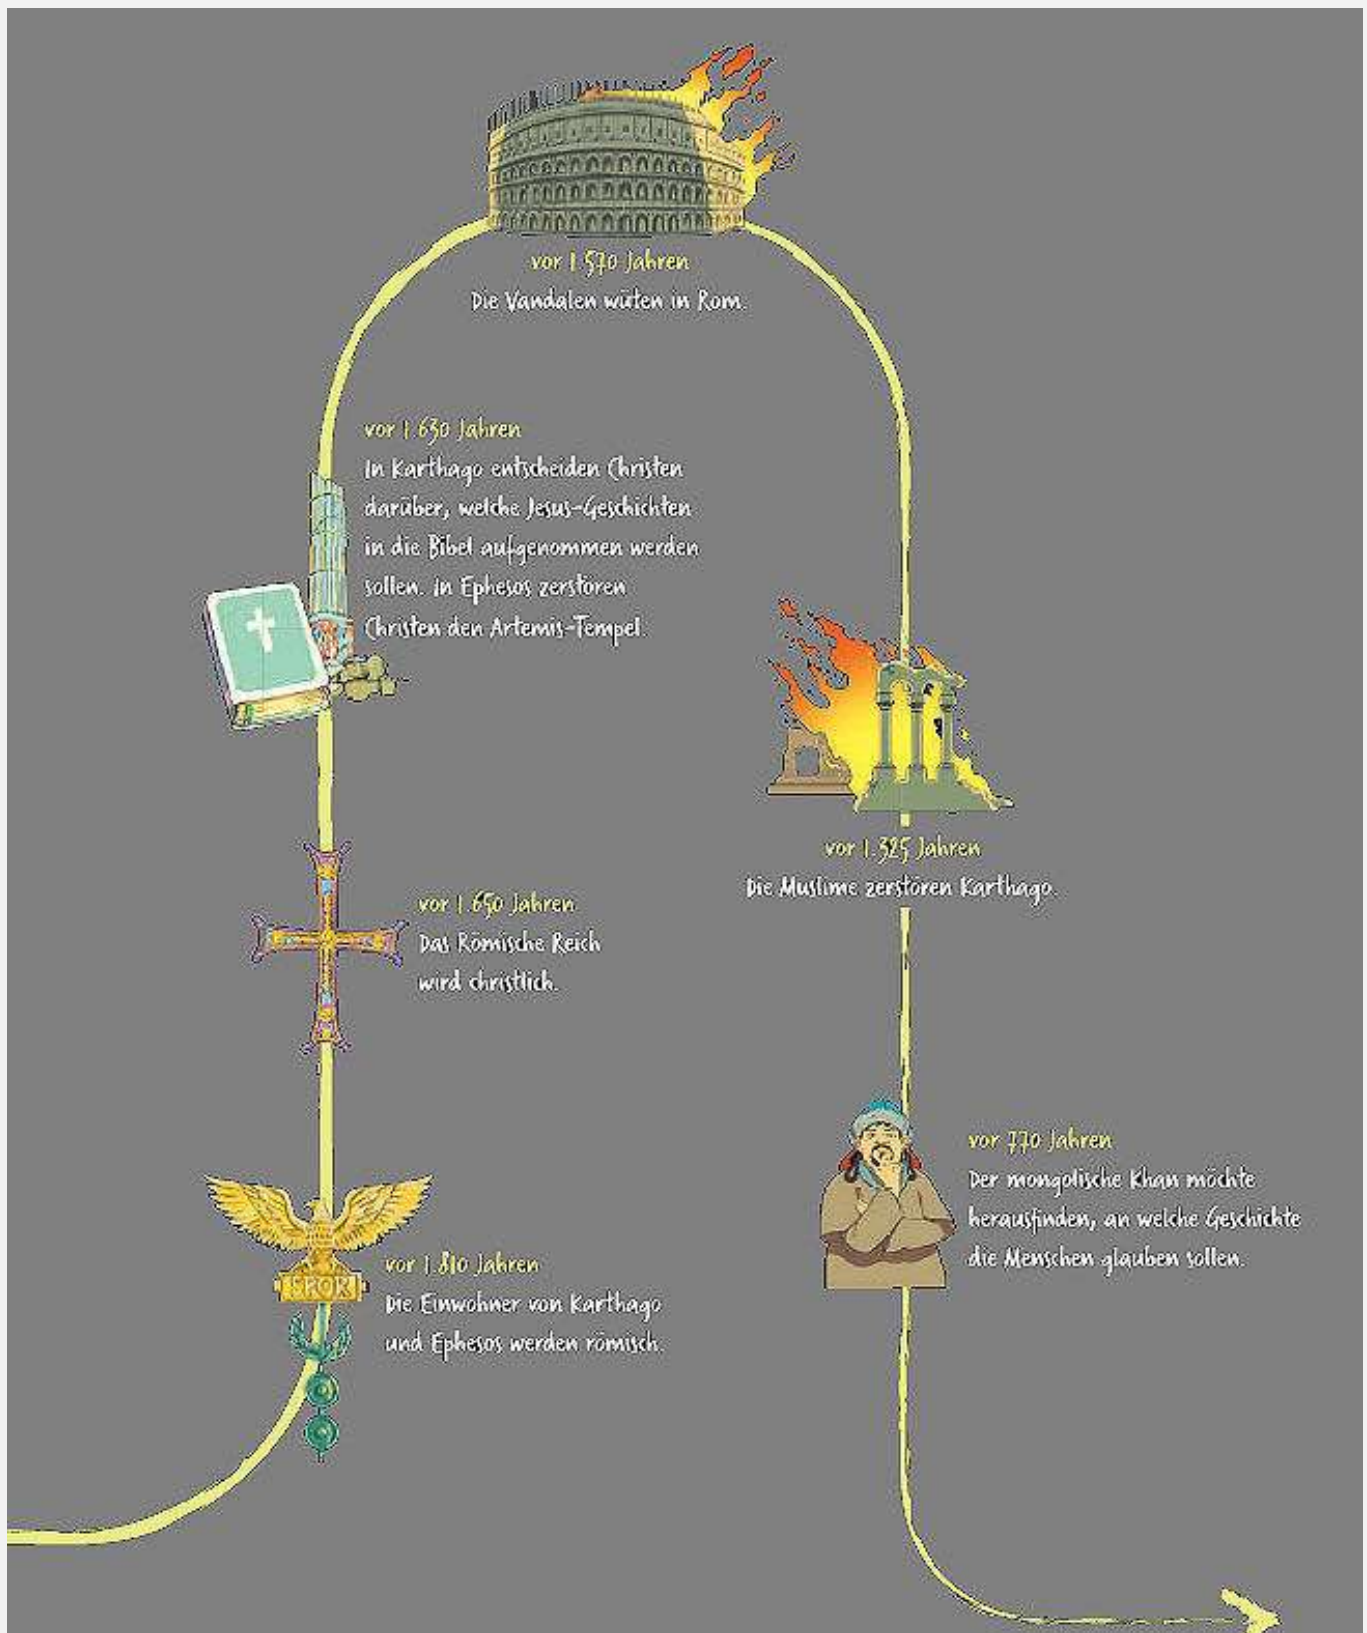 vor 1.570 Jahren
Die Vandalen wüten in Rom.
vor 1.630 Jahren
In Karthago entscheiden Christen
darüber, welche Jesus-Geschichten
in die Bibel aufgenommen werden
sollen. In Ephesos zerstören
Christen den Artemis-Tempel.
vor 1.650 Jahren
Das Römische Reich
wird christlich.
SPQR
vor 1.810 Jahren
Die Einwohner von Karthago
und Ephesos werden römisch.
vor 1.325 Jahren
Die Muslime zerstören Karthago.
vor 770 Jahren
Der mongolische Khan möchte
herausfinden, an welche Geschichte
die Menschen glauben sollen.